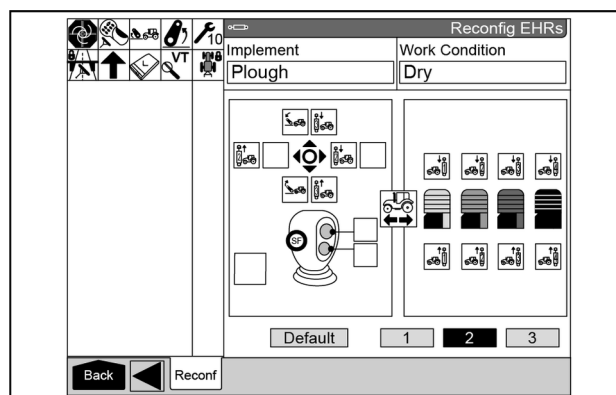 10
VT
Reconfig EHRs
Implement
Work Condition
Plough
Dry
SF
Default
1
2
3
Back
Reconf